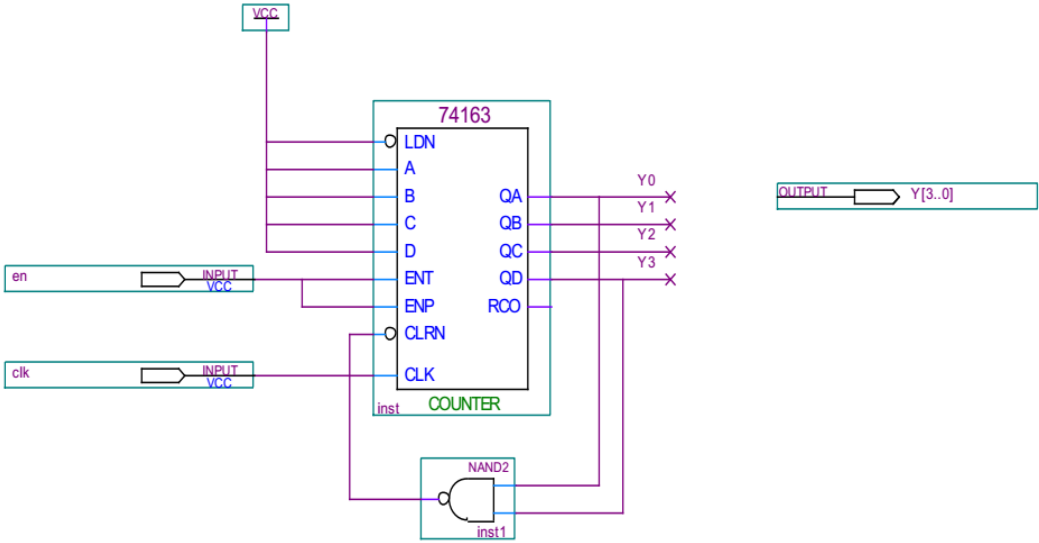 VCC
74163
LDN
A
B
C
D
ENT
ENP
CLRN
CLK
QA
QB
QC
QD
RCO
inst
COUNTER
Y0
Y1
Y2
Y3
OUTPUT
Y[3..0]
en
INPUT
VCC
clk
INPUT
VCC
NAND2
inst1